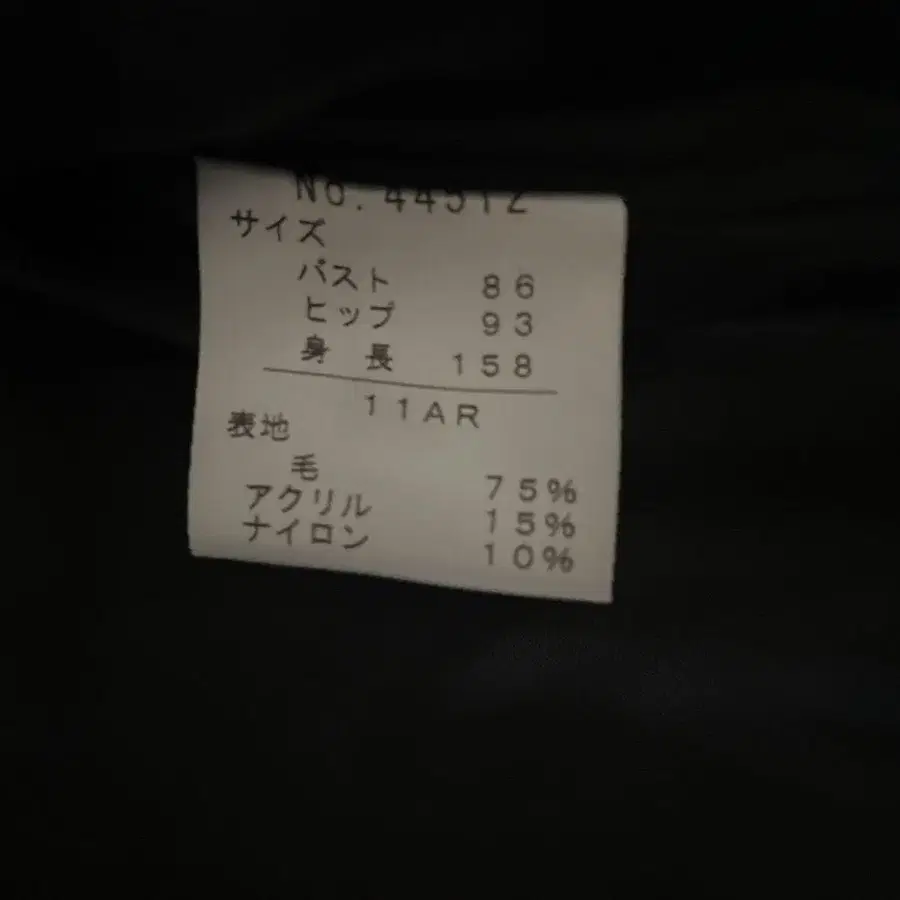 No. 44512
サイズ
バスト 86
ヒップ 93
身長 158
11AR
表地
毛 75%
アクリル 15%
ナイロン 10%